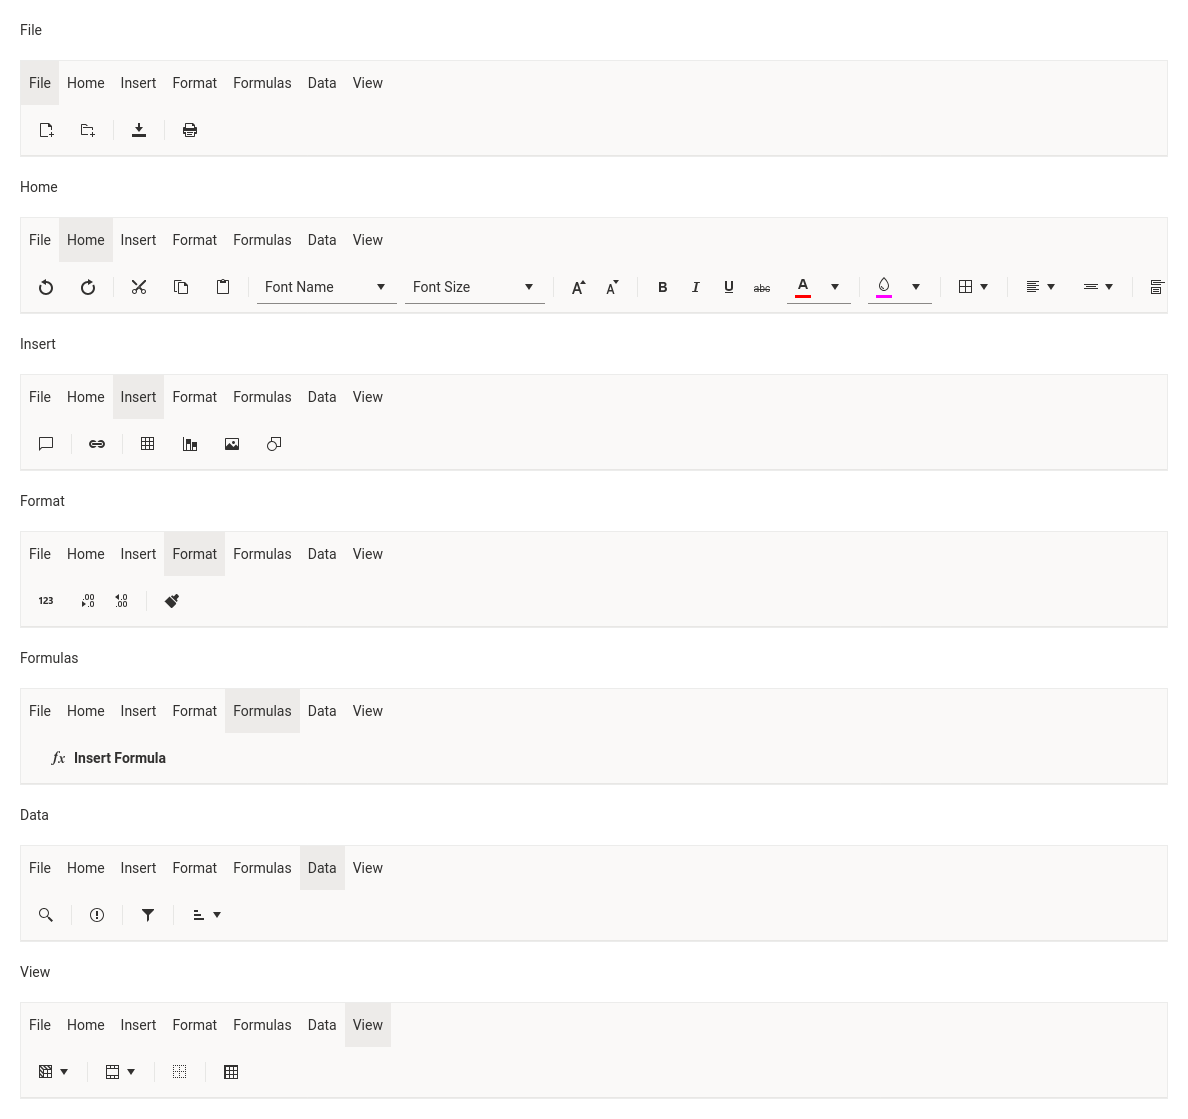 File
File Home Insert Format Formulas Data View
Home
File Home Insert Format Formulas Data View
Font Name Font Size A A B I U abc A
Insert
File Home Insert Format Formulas Data View
Format
File Home Insert Format Formulas Data View
123 .00 .0 .0 .00
Formulas
File Home Insert Format Formulas Data View
fx Insert Formula
Data
File Home Insert Format Formulas Data View
View
File Home Insert Format Formulas Data View